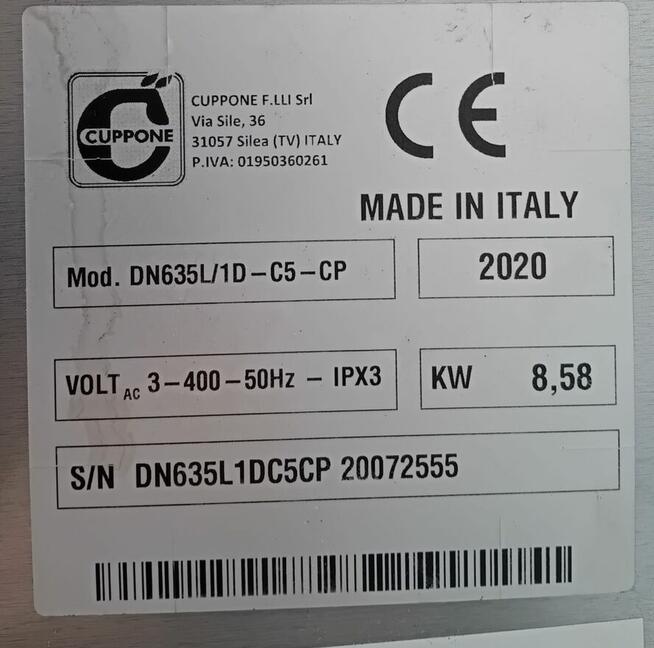 CUPPONE
CUPPONE F.LLI Srl
Via Sile, 36
31057 Silea (TV) ITALY
P.IVA: 01950360261
CE
MADE IN ITALY
Mod. DN635L/1D-C5-CP
2020
VOLT AC 3-400-50Hz - IPX3
KW 8,58
S/N DN635L1DC5CP 20072555